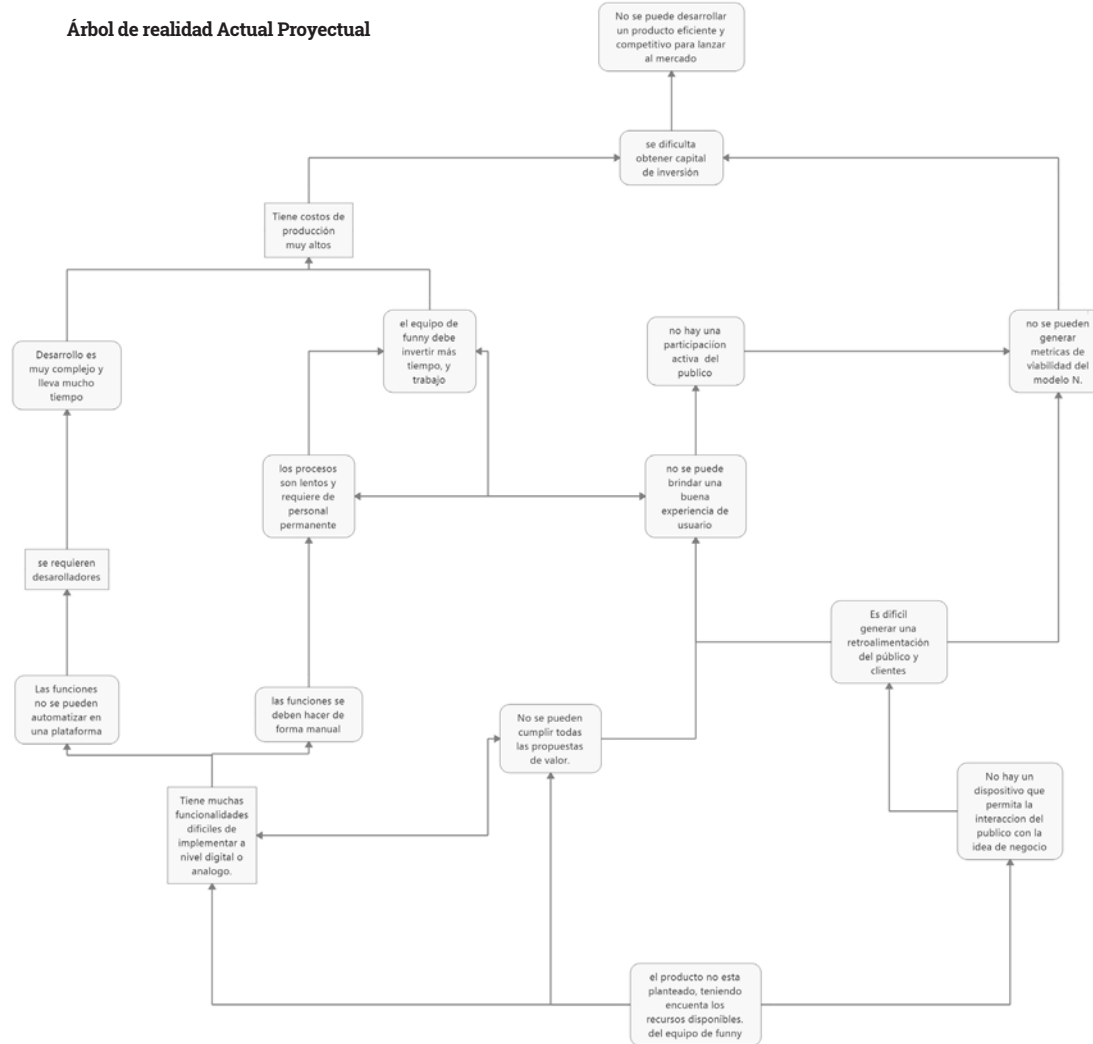 Árbol de realidad Actual Proyectual
No se puede desarrollar
un producto eficiente y
competitivo para lanzar
al mercado
se dificulta
obtener capital
de inversión
Tiene costos de
producción
muy altos
el equipo de
funny debe
invertir más
tiempo, y
trabajo
no hay una
participaciíon
activa del
publico
no se pueden
generar
metricas de
viabilidad del
modelo N.
Desarrollo es
muy complejo y
lleva mucho
tiempo
los procesos
son lentos y
requiere de
personal
permanente
no se puede
brindar una
buena
experiencia de
usuario
se requieren
desarolladores
Es dificil
generar una
retroalimentación
del público y
clientes
Las funciones
no se pueden
automatizar en
una plataforma
las funciones se
deben hacer de
forma manual
No se pueden
cumplir todas
las propuestas
de valor.
No hay un
dispositivo que
permita la
interaccion del
publico con la
idea de negocio
Tiene muchas
funcionalidades
dificiles de
implementar a
nivel digital o
analogo.
el producto no esta
planteado, teniendo
encuenta los
recursos disponibles.
del equipo de funny